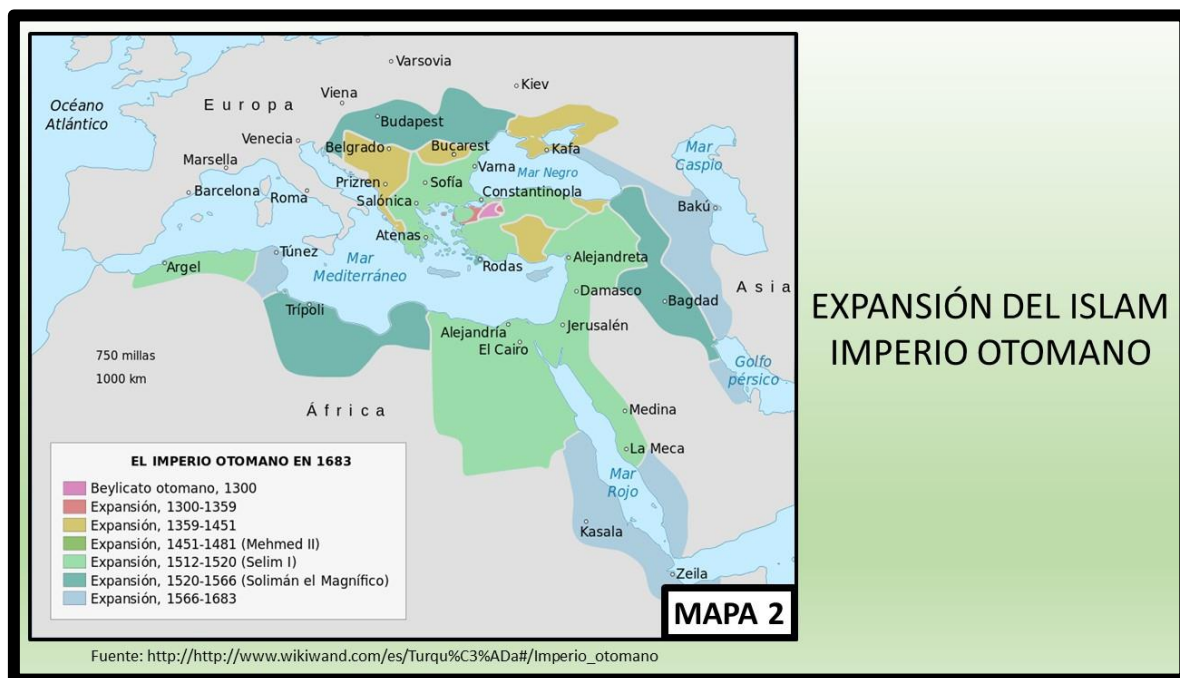 Varsovia
Kiev
Viena
Europa
Océano
Atlántico
Budapest
Venecia
Mar
Caspio
Belgrado
Bucarest
Kafa
Marsella
Varna
Mar Negro
Prizren
Sofía
Constantinopla
Barcelona
Roma
Salónica
Bakú
Atenas
Túnez
Argel
Mar
Mediterráneo
Rodas
Alejandreta
Asia
Damasco
Bagdad
Trípoli
Alejandría
Jerusalén
El Cairo
750 millas
1000 km
Golfo
pérsico
África
Medina
La Meca
Mar
Rojo
Kasala
Zeila
EL IMPERIO OTOMANO EN 1683
Beylicato otomano, 1300
Expansión, 1300-1359
Expansión, 1359-1451
Expansión, 1451-1481 (Mehmed II)
Expansión, 1512-1520 (Selim I)
Expansión, 1520-1566 (Solimán el Magnífico)
Expansión, 1566-1683
MAPA 2
EXPANSIÓN DEL ISLAM
IMPERIO OTOMANO
Fuente: http://http://www.wikiwand.com/es/Turqu%C3%ADa#/Imperio_otomano